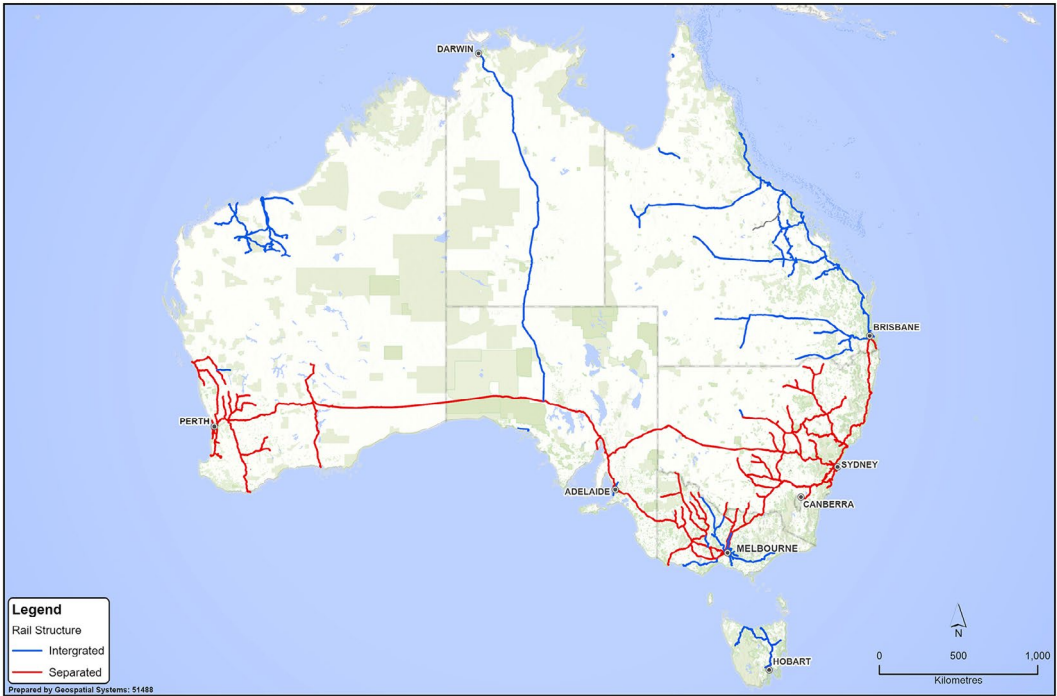 DARWIN
BRISBANE
PERTH
SYDNEY
ADELAIDE
CANBERRA
MELBOURNE
HOBART
Legend
Rail Structure
Intergrated
Separated
Prepared by Geospatial Systems: 51488
N
0 500 1,000
Kilometres